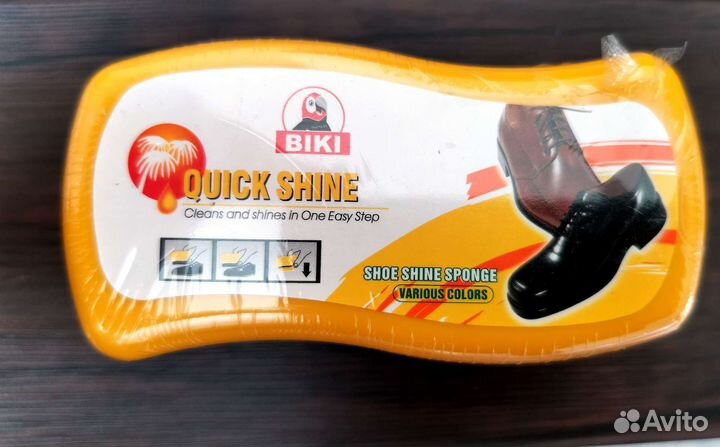 BIKI
QUICK SHINE
Cleans and shines in One Easy Step
SHOE SHINE SPONGE
VARIOUS COLORS
Avito